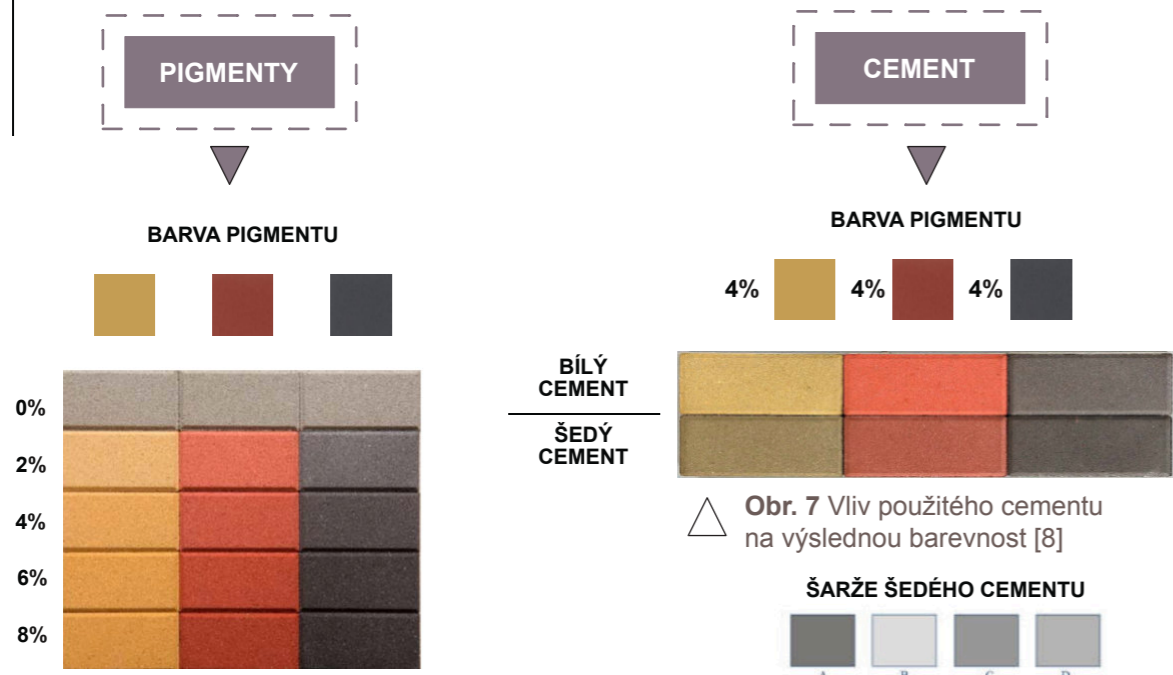 PIGMENTY
BARVA PIGMENTU
0%
2%
4%
6%
8%
CEMENT
BARVA PIGMENTU
4% 4% 4%
BÍLÝ
CEMENT
ŠEDÝ
CEMENT
Obr. 7 Vliv použitého cementu
na výslednou barevnost [8]
ŠARŽE ŠEDÉHO CEMENTU
A B C D